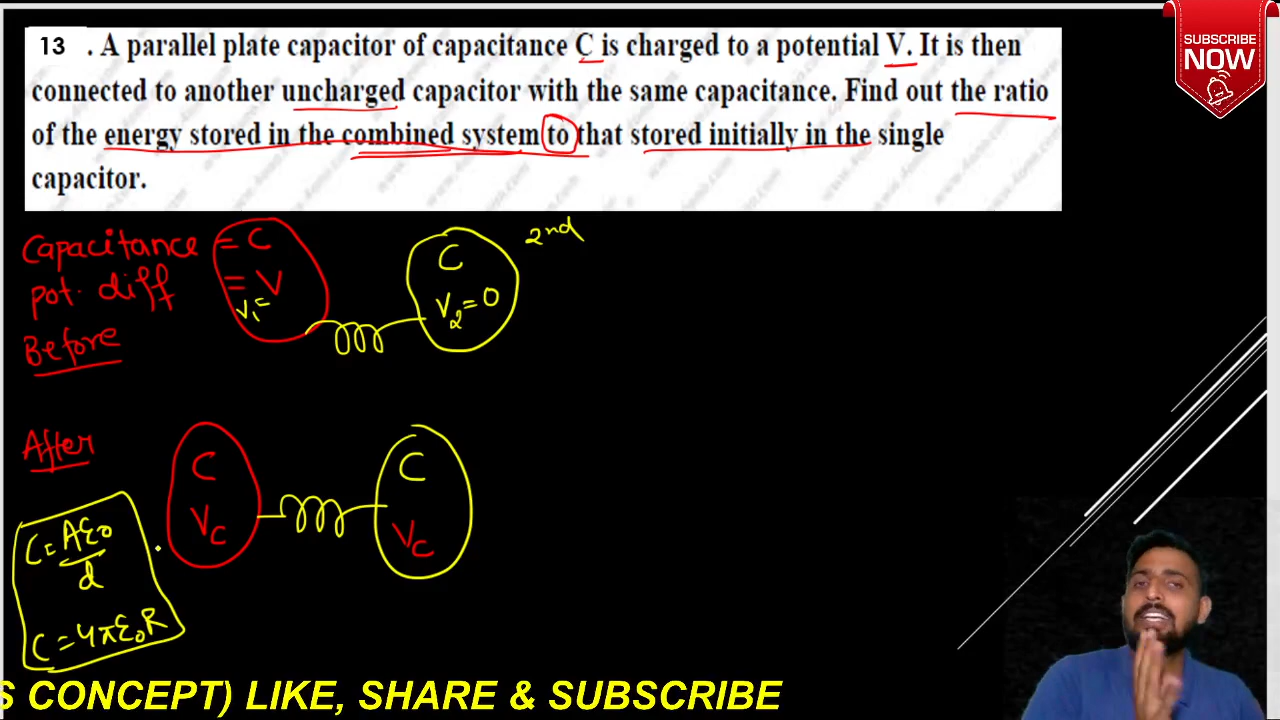 SUBSCRIBE
NOW
13 . A parallel plate capacitor of capacitance C is charged to a potential V. It is then
connected to another uncharged capacitor with the same capacitance. Find out the ratio
of the energy stored in the combined system to that stored initially in the single
capacitor.
Capacitance = C
pot. diff = V
V₁=
Before
C
V₂=0
2nd
After
C
Vc
C
Vc
C= Aε₀
d
C=4πε₀R
S CONCEPT) LIKE, SHARE & SUBSCRIBE